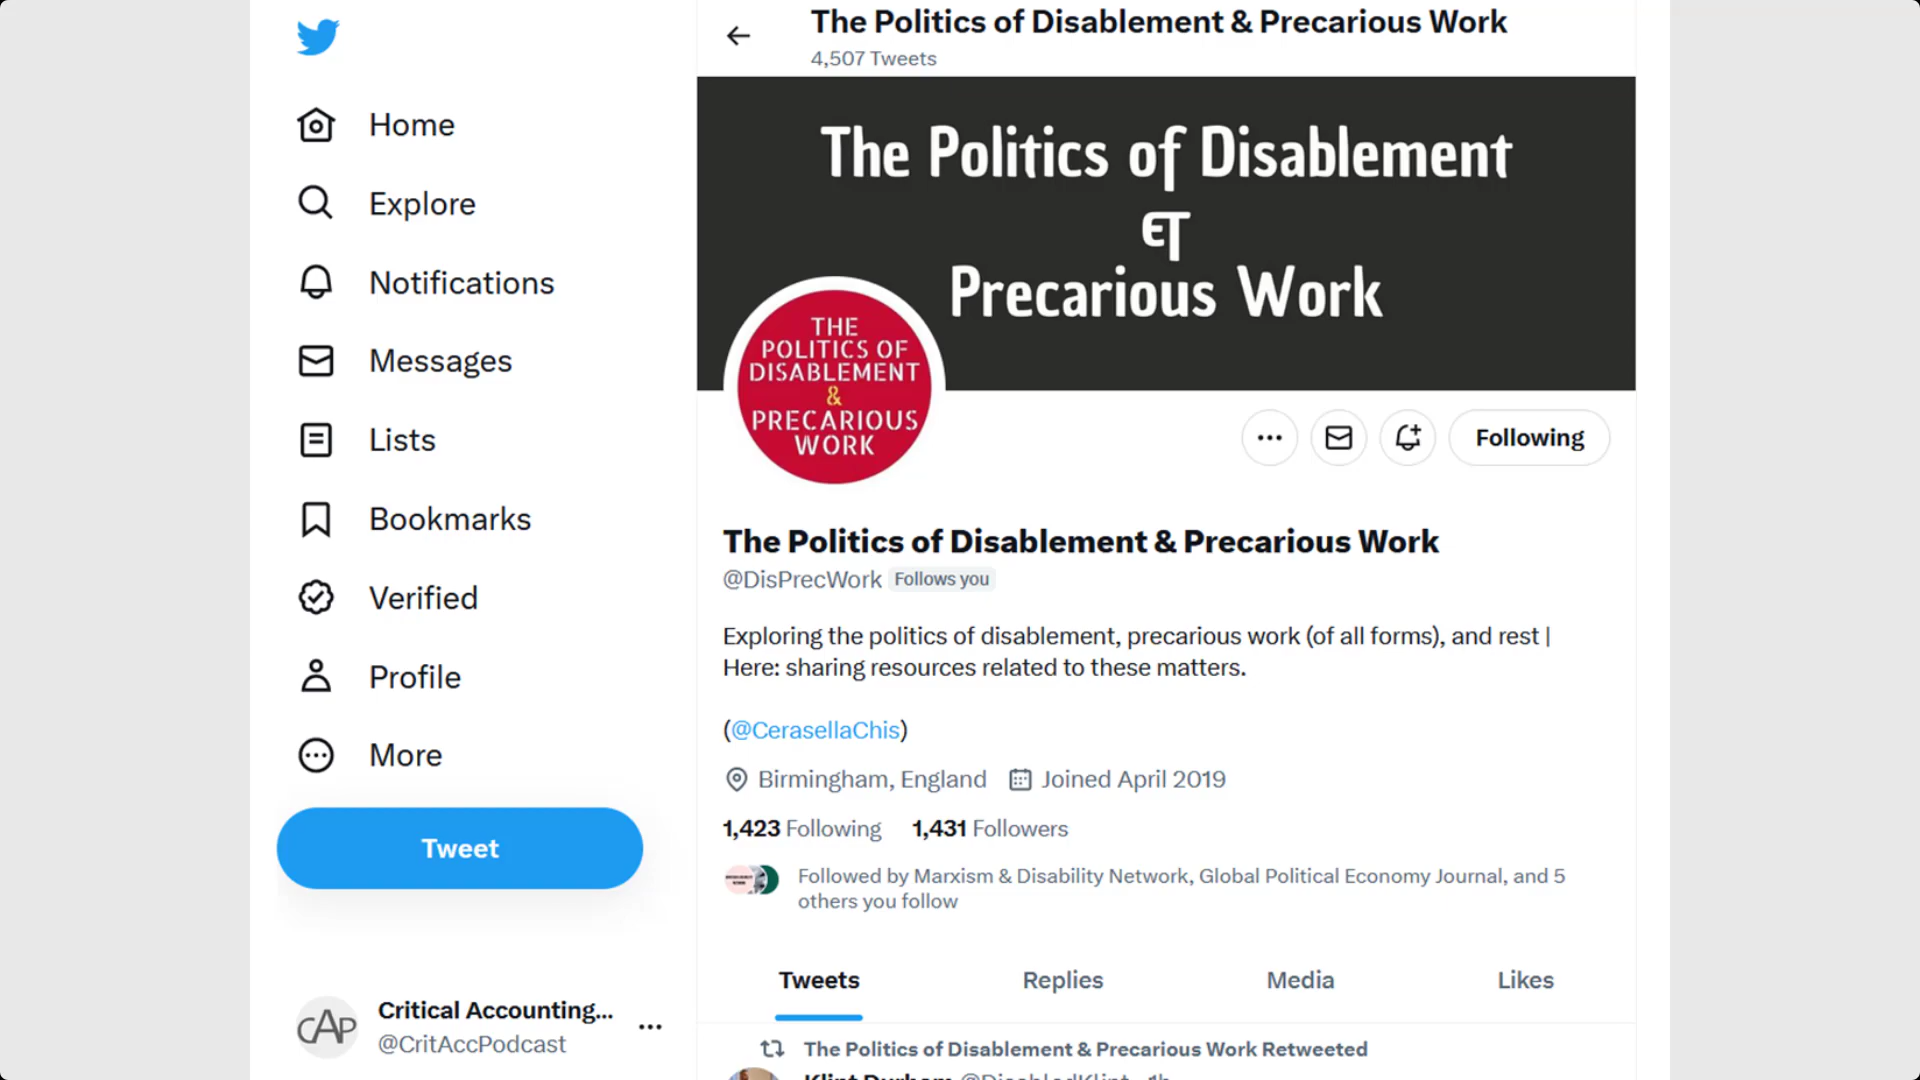 The Politics of Disablement & Precarious Work
4,507 Tweets
Home
Explore
Notifications
Messages
Lists
Bookmarks
Verified
Profile
More
Tweet
Critical Accounting...
@CritAccPodcast
The Politics of Disablement
&
Precarious Work
THE
POLITICS OF
DISABLEMENT
&
PRECARIOUS
WORK
Following
The Politics of Disablement & Precarious Work
@DisPrecWork Follows you
Exploring the politics of disablement, precarious work (of all forms), and rest |
Here: sharing resources related to these matters.
(@CerasellaChis)
Birmingham, England Joined April 2019
1,423 Following 1,431 Followers
Followed by Marxism & Disability Network, Global Political Economy Journal, and 5
others you follow
Tweets Replies Media Likes
The Politics of Disablement & Precarious Work Retweeted
Klint Durham @DisabledKlint · 1h